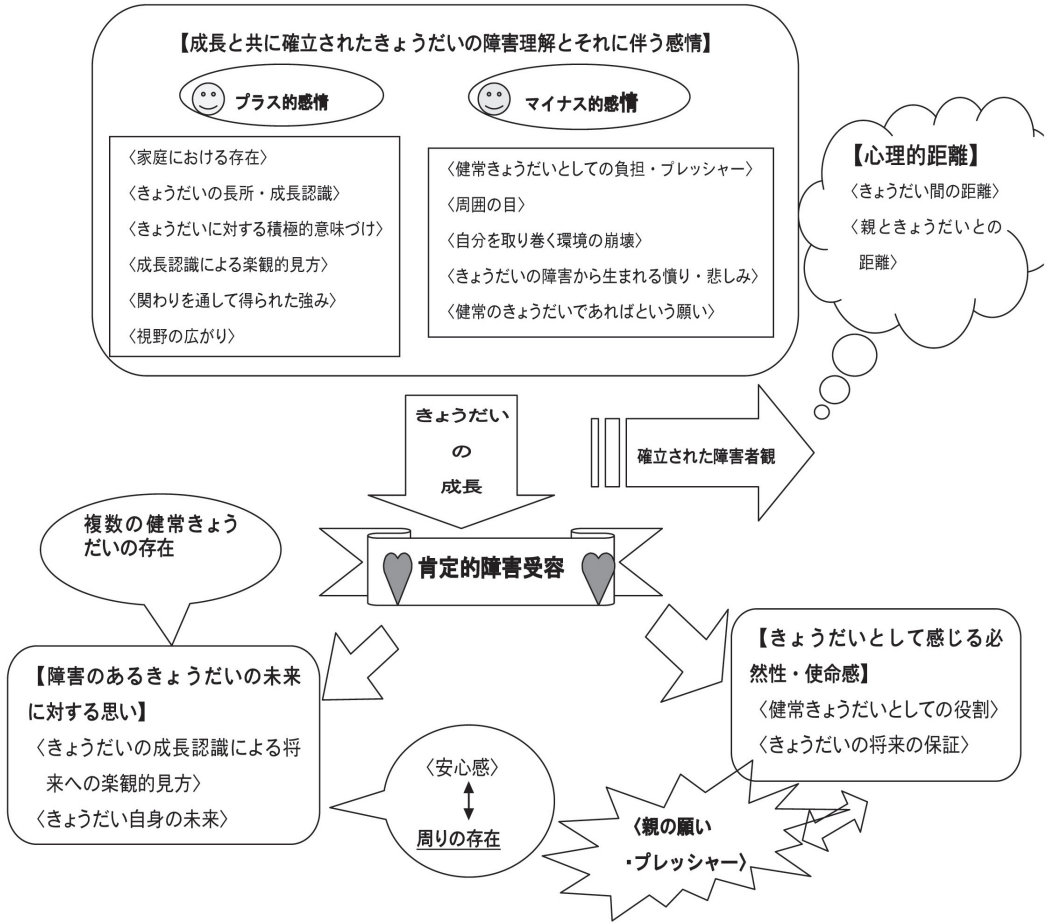 【成長と共に確立されたきょうだいの障害理解とそれに伴う感情】
プラス的感情
マイナス的感情
〈家庭における存在〉
〈きょうだいの長所・成長認識〉
〈きょうだいに対する積極的意味づけ〉
〈成長認識による楽観的見方〉
〈関わりを通して得られた強み〉
〈視野の広がり〉
〈健常きょうだいとしての負担・プレッシャー〉
〈周囲の目〉
〈自分を取り巻く環境の崩壊〉
〈きょうだいの障害から生まれる憤り・悲しみ〉
〈健常のきょうだいであればという願い〉
【心理的距離】
〈きょうだい間の距離〉
〈親ときょうだいとの
距離〉
きょうだい
の
成長
確立された障害者観
肯定的障害受容
複数の健常きょう
だいの存在
【障害のあるきょうだいの未来
に対する思い】
〈きょうだいの成長認識による将
来への楽観的見方〉
〈きょうだい自身の未来〉
〈安心感〉
周りの存在
〈親の願い
・プレッシャー〉
【きょうだいとして感じる必
然性・使命感】
〈健常きょうだいとしての役割〉
〈きょうだいの将来の保証〉